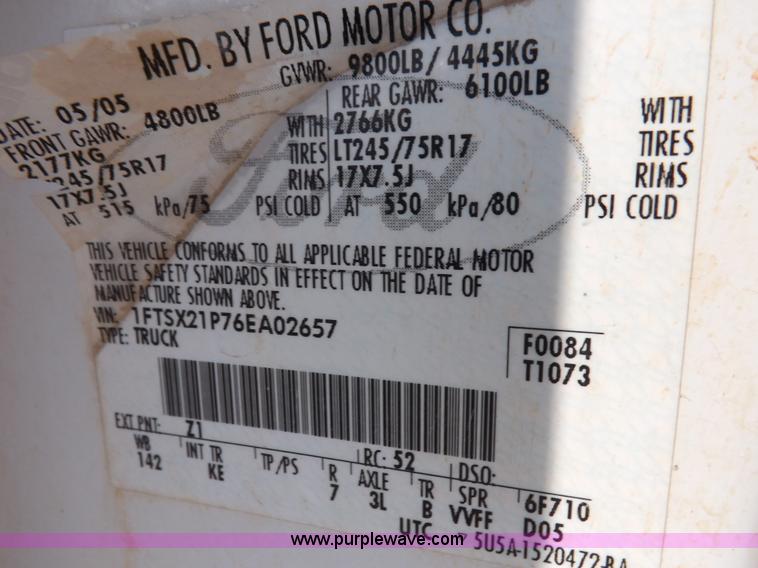 MFD. BY FORD MOTOR CO.
DATE: 05/05 GVWR: 9800LB/ 4445KG
FRONT GAWR: 4800LB REAR GAWR: 6100LB
2177KG WITH 2766KG WITH
245/75R17 TIRES LT245/75R17 TIRES
17X7.5J RIMS 17X7.5J RIMS
AT 515 kPa/75 PSI COLD AT 550 kPa/80 PSI COLD
Ford
THIS VEHICLE CONFORMS TO ALL APPLICABLE FEDERAL MOTOR
VEHICLE SAFETY STANDARDS IN EFFECT ON THE DATE OF
MANUFACTURE SHOWN ABOVE.
VIN: 1FTSX21P76EA02657
TYPE: TRUCK
F0084
T1073
EXT PNT: Z1 RC: 52 DSO:
WB INT TR TP/PS R AXLE TR SPR 6F710
142 KE 7 3L B VVFF D05
UTC 5U5A-1520472-BA
www.purplewave.com